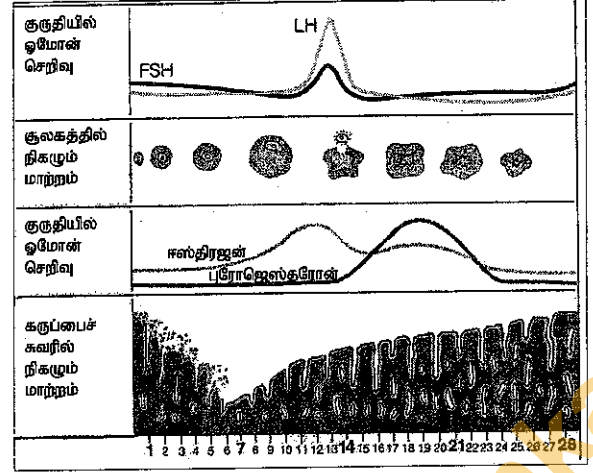 குருதியில்
ஓமோன்
செறிவு
LH
FSH
சூலகத்தில்
நிகழும்
மாற்றம்
குருதியில்
ஓமோன்
செறிவு
ஈஸ்திரஜன்
புரோஜெஸ்தரோன்
கருப்பைச்
சுவரில்
நிகழும்
மாற்றம்
1 2 3 4 5 6 7 8 9 10 11 12 13 14 15 16 17 18 19 20 21 22 23 24 25 26 27 28